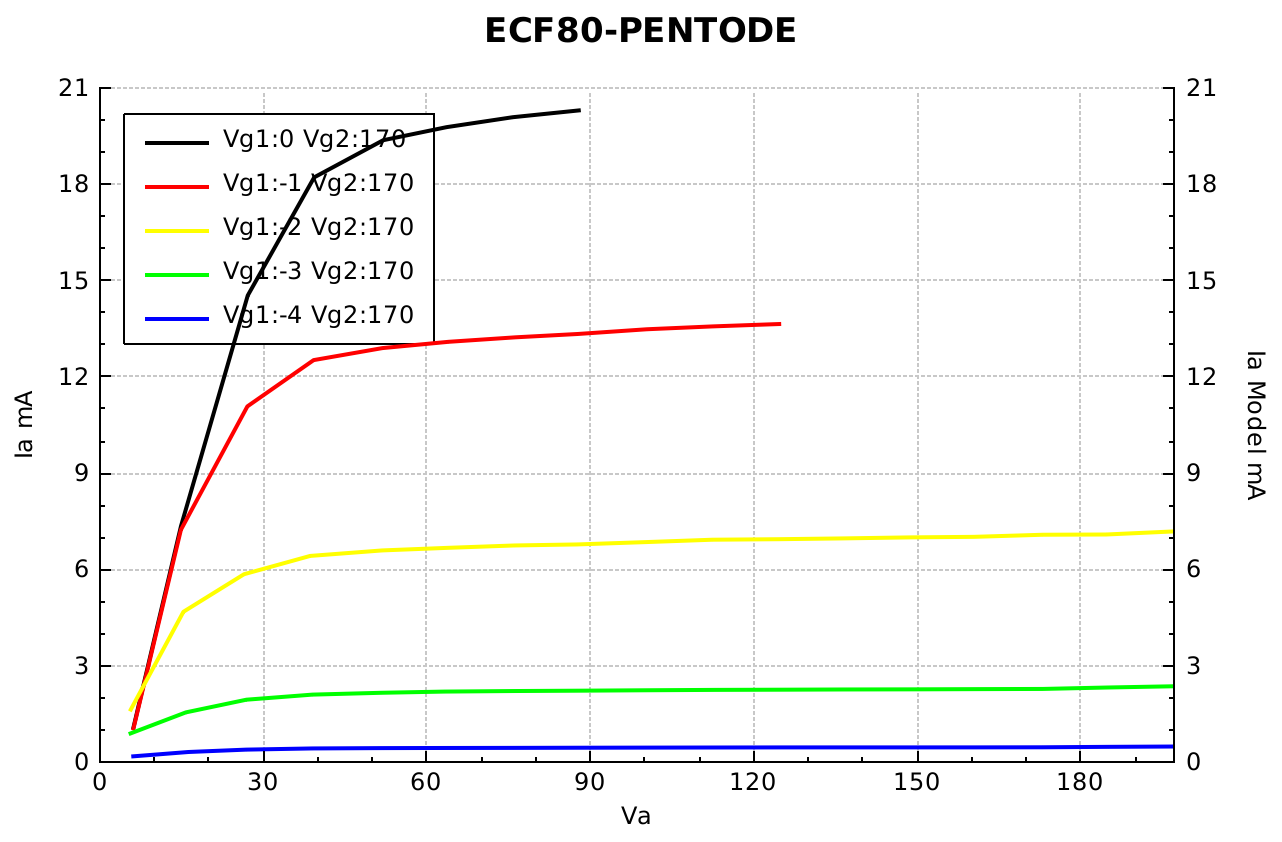 ECF80-PENTODE
21
18
15
12
9
6
3
0
Ia mA
Vg1:0 Vg2:170
Vg1:-1 Vg2:170
Vg1:-2 Vg2:170
Vg1:-3 Vg2:170
Vg1:-4 Vg2:170
21
18
15
12
9
6
3
0
Ia Model mA
0 30 60 90 120 150 180
Va